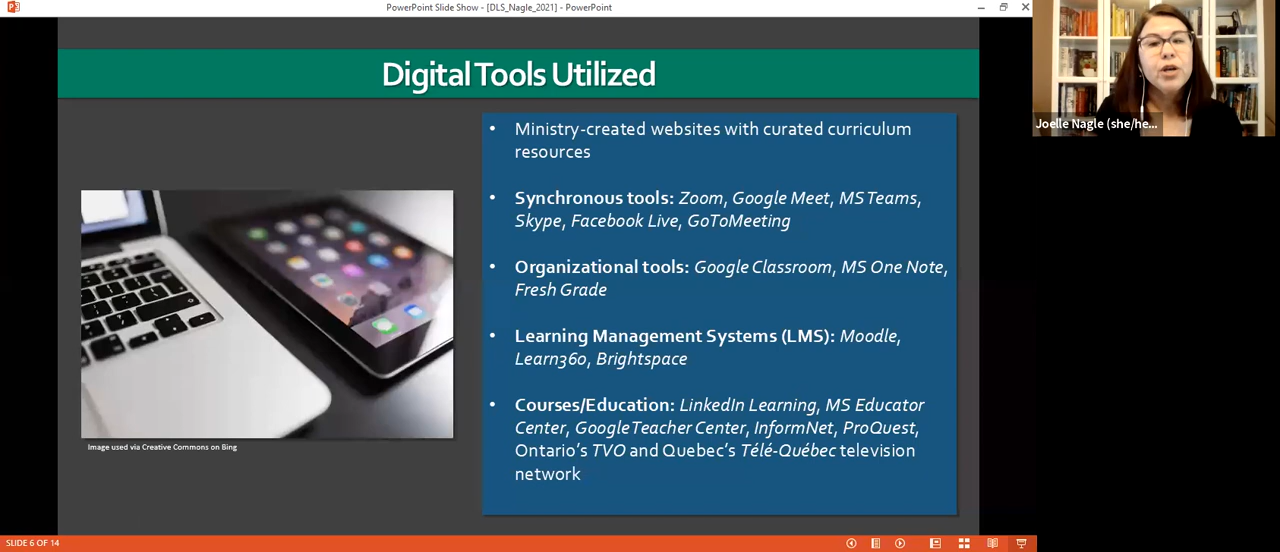 PowerPoint Slide Show - [DLS_Nagle_2021] - PowerPoint
Digital Tools Utilized
• Ministry-created websites with curated curriculum
resources
• Synchronous tools: Zoom, Google Meet, MS Teams,
Skype, Facebook Live, GoToMeeting
• Organizational tools: Google Classroom, MS One Note,
Fresh Grade
• Learning Management Systems (LMS): Moodle,
Learn360, Brightspace
• Courses/Education: LinkedIn Learning, MS Educator
Center, Google Teacher Center, InformNet, ProQuest,
Ontario's TVO and Quebec's Télé-Québec television
network
Image used via Creative Commons on Bing
SLIDE 6 OF 14
Joelle Nagle (she/he...